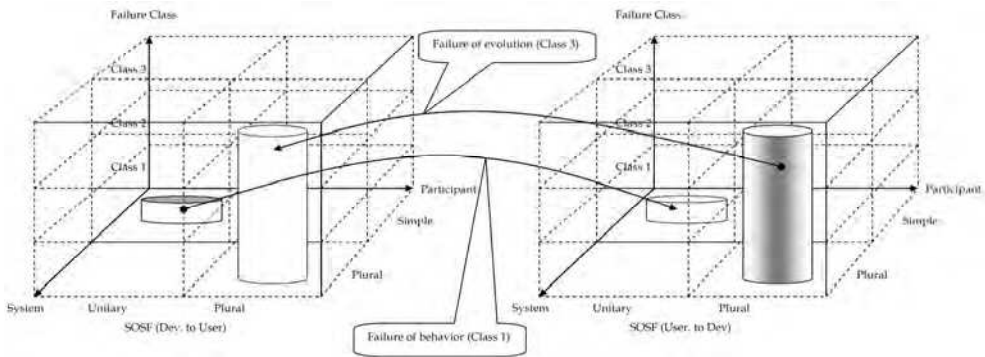 Failure Class
Class 3
Class 2
Class 1
Participant
Simple
Plural
System
Unitary
Plural
SOSF (Dev. to User)
Failure of evolution (Class 3)
Failure of behavior (Class 1)
Failure Class
Class 3
Class 2
Class 1
Participant
Simple
Plural
System
Unitary
Plural
SOSF (User. to Dev)